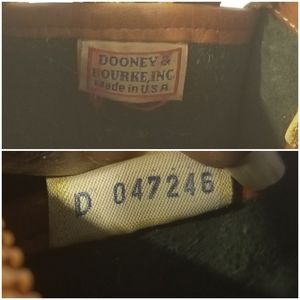 DOONEY &
BOURKE, INC.
Made in U.S.A.
D 047246